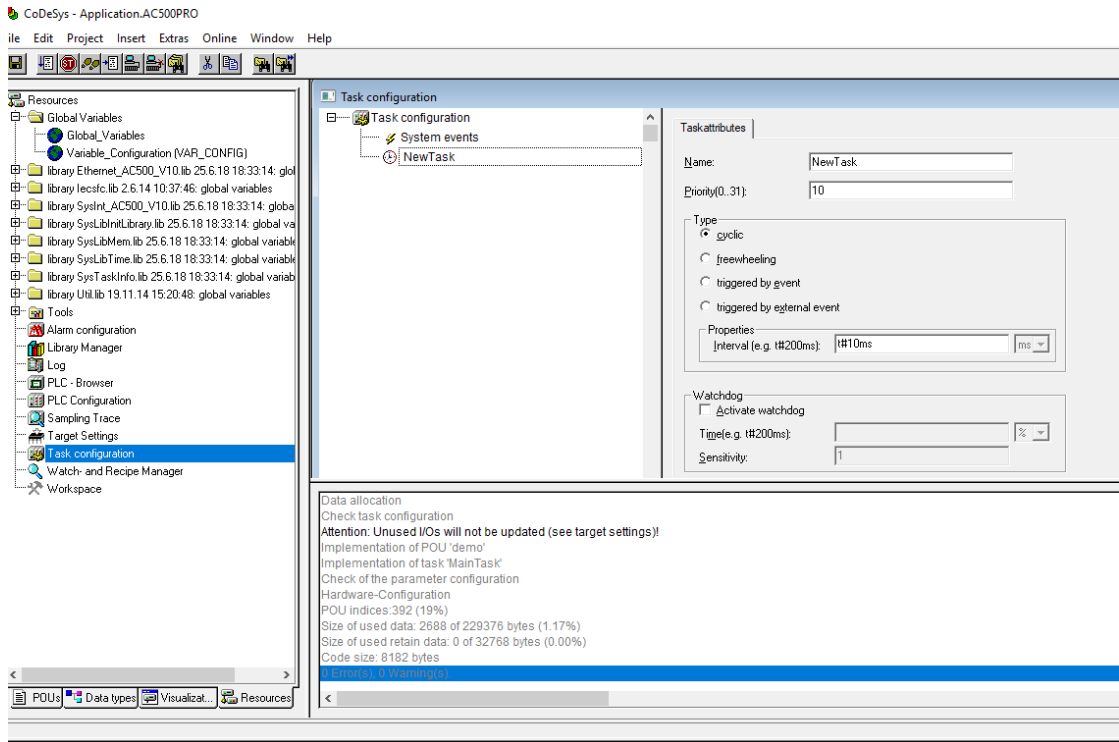 CoDeSys - Application.AC500PRO
ile Edit Project Insert Extras Online Window Help
Resources
Global Variables
Global_Variables
Variable_Configuration (VAR_CONFIG)
library Ethernet_AC500_V10.lib 25.6.18 18:33:14: glol
library Iecsfc.lib 2.6.14 10:37:46: global variables
library SysInt_AC500_V10.lib 25.6.18 18:33:14: globa
library SysLibInitLibrary.lib 25.6.18 18:33:14: global va
library SysLibMem.lib 25.6.18 18:33:14: global variable
library SysLibTime.lib 25.6.18 18:33:14: global variable
library SysTaskInfo.lib 25.6.18 18:33:14: global variab
library Util.lib 19.11.14 15:20:48: global variables
Tools
Alarm configuration
Library Manager
Log
PLC - Browser
PLC Configuration
Sampling Trace
Target Settings
Task configuration
Watch- and Recipe Manager
Workspace
POUs Data types Visualizat... Resources
Task configuration
Task configuration
System events
NewTask
Taskattributes
Name: NewTask
Priority(0..31): 10
Type
cyclic
freewheeling
triggered by event
triggered by external event
Properties
Interval (e.g. t#200ms): t#10ms ms
Watchdog
Activate watchdog
Time(e.g. t#200ms): %
Sensitivity: 1
Data allocation
Check task configuration
Attention: Unused I/Os will not be updated (see target settings)!
Implementation of POU 'demo'
Implementation of task 'MainTask'
Check of the parameter configuration
Hardware-Configuration
POU indices:392 (19%)
Size of used data: 2688 of 229376 bytes (1.17%)
Size of used retain data: 0 of 32768 bytes (0.00%)
Code size: 8182 bytes
0 Error(s), 0 Warning(s).